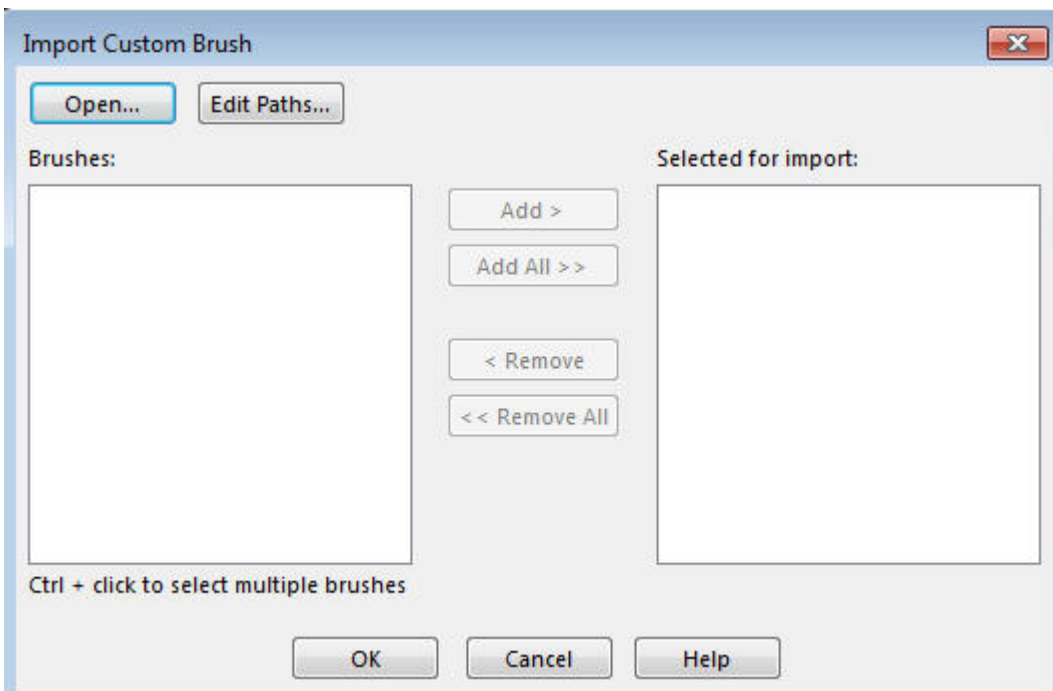 Import Custom Brush
Open...
Edit Paths...
Brushes:
Selected for import:
Add >
Add All >>
< Remove
<< Remove All
Ctrl + click to select multiple brushes
OK
Cancel
Help